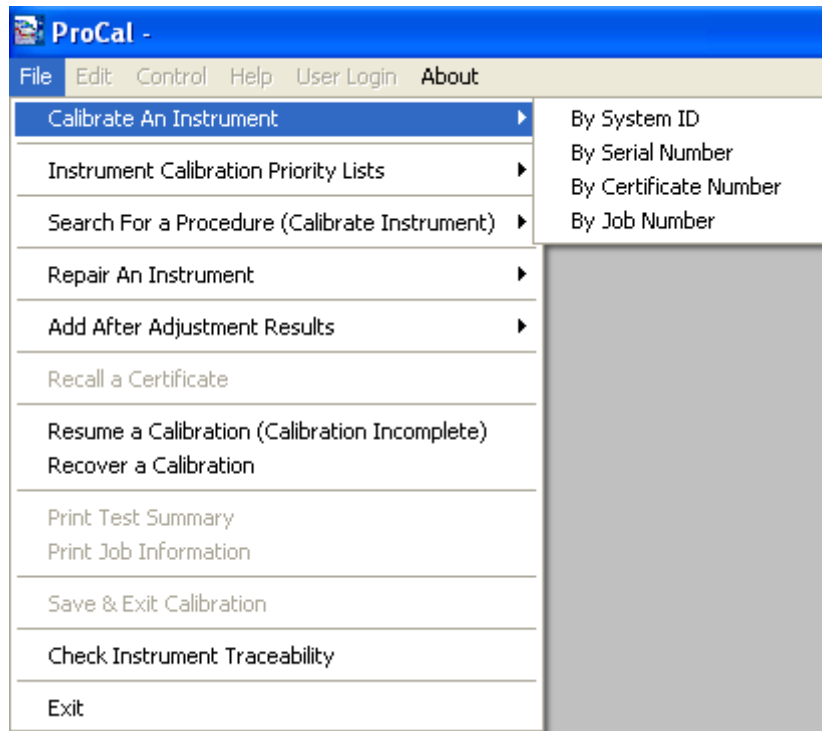 ProCal -
File Edit Control Help User Login About
Calibrate An Instrument
Instrument Calibration Priority Lists
Search For a Procedure (Calibrate Instrument)
Repair An Instrument
Add After Adjustment Results
Recall a Certificate
Resume a Calibration (Calibration Incomplete)
Recover a Calibration
Print Test Summary
Print Job Information
Save & Exit Calibration
Check Instrument Traceability
Exit
By System ID
By Serial Number
By Certificate Number
By Job Number